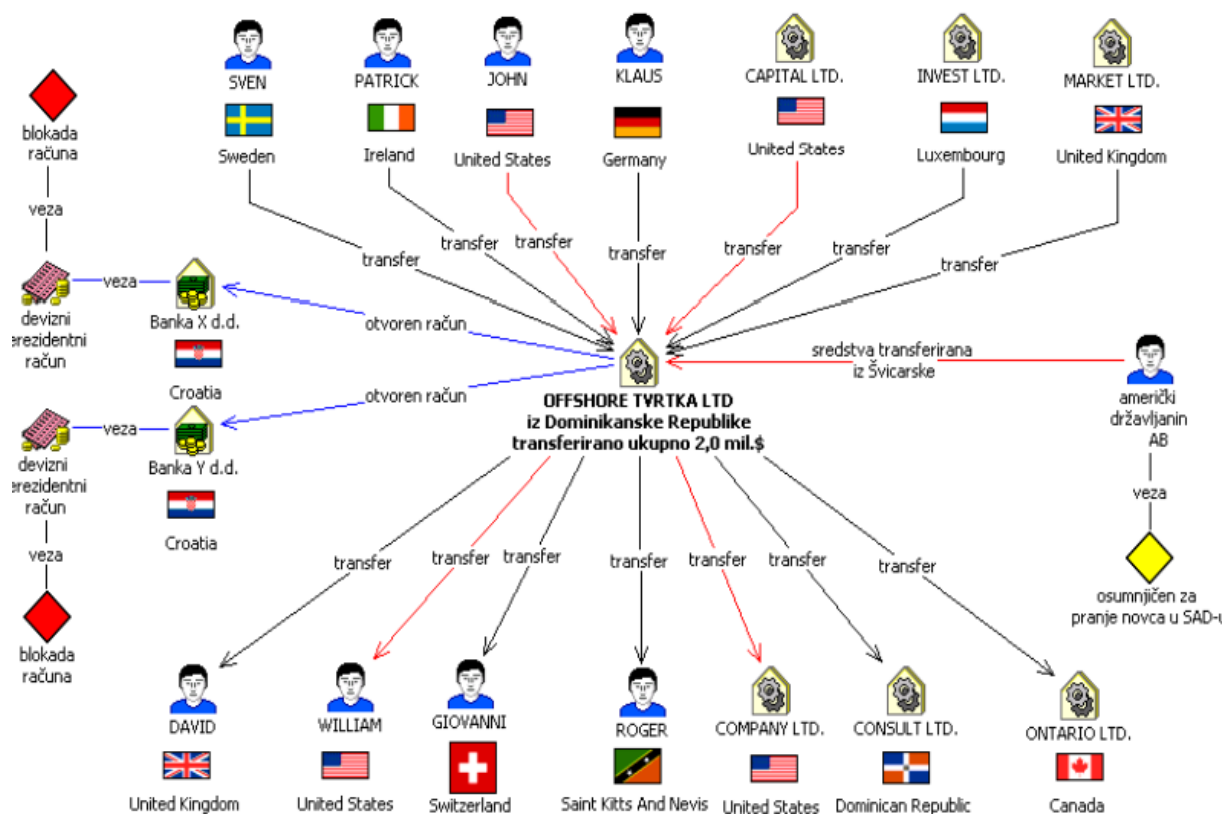 SVEN
PATRICK
JOHN
KLAUS
CAPITAL LTD.
INVEST LTD.
MARKET LTD.
Sweden
Ireland
United States
Germany
United States
Luxembourg
United Kingdom
blokada
računa
veza
transfer
transfer
transfer
transfer
transfer
transfer
transfer
devizni
erezidentni
račun
veza
Banka X d.d.
Croatia
otvoren račun
otvoren račun
sredstva transferirana
iz Švicarske
američki
državljanin
AB
OFFSHORE TVRTKA LTD
iz Dominikanske Republike
transferirano ukupno 2,0 mil.$
devizni
erezidentni
račun
veza
Banka Y d.d.
Croatia
veza
blokada
računa
veza
osumnjičen za
pranje novca u SAD-u
transfer
transfer
transfer
transfer
transfer
transfer
transfer
DAVID
WILLIAM
GIOVANNI
ROGER
COMPANY LTD.
CONSULT LTD.
ONTARIO LTD.
United Kingdom
United States
Switzerland
Saint Kitts And Nevis
United States
Dominican Republic
Canada